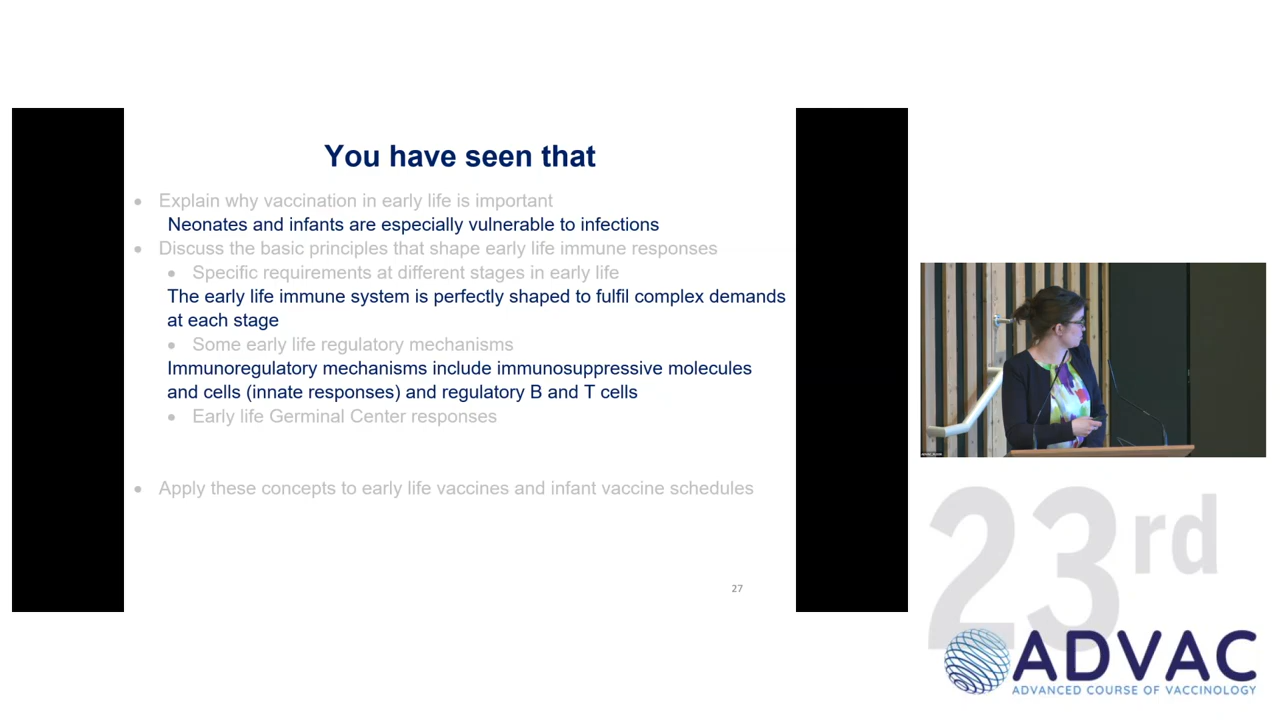 You have seen that
• Explain why vaccination in early life is important
Neonates and infants are especially vulnerable to infections
• Discuss the basic principles that shape early life immune responses
• Specific requirements at different stages in early life
The early life immune system is perfectly shaped to fulfil complex demands
at each stage
• Some early life regulatory mechanisms
Immunoregulatory mechanisms include immunosuppressive molecules
and cells (innate responses) and regulatory B and T cells
• Early life Germinal Center responses
• Apply these concepts to early life vaccines and infant vaccine schedules
27
23rd
ADVAC
ADVANCED COURSE OF VACCINOLOGY